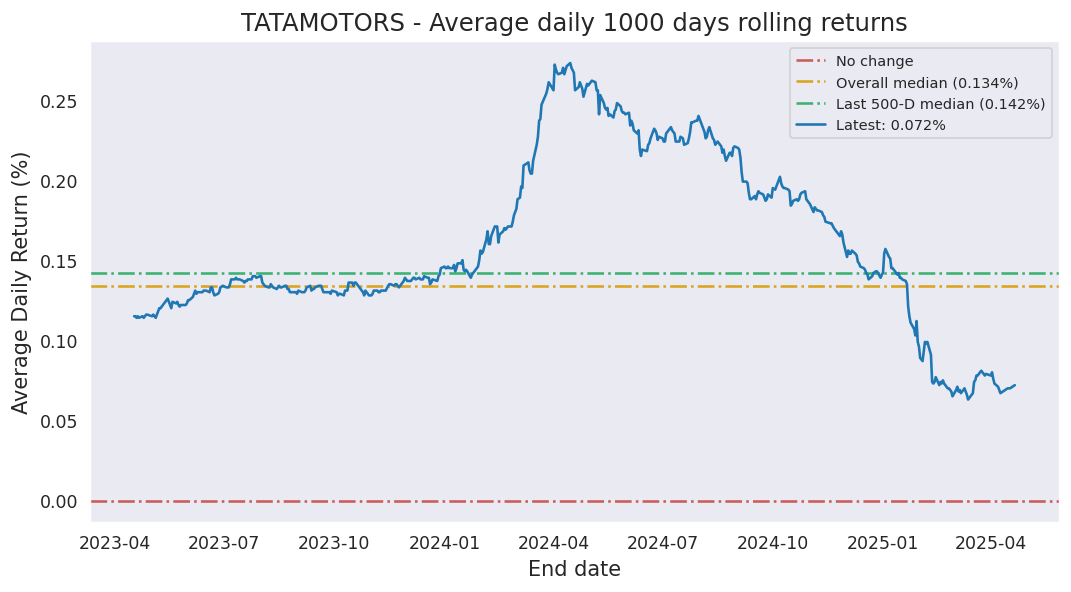 TATAMOTORS - Average daily 1000 days rolling returns
No change
Overall median (0.134%)
Last 500-D median (0.142%)
Latest: 0.072%
Average Daily Return (%)
0.25
0.20
0.15
0.10
0.05
0.00
2023-04 2023-07 2023-10 2024-01 2024-04 2024-07 2024-10 2025-01 2025-04
End date